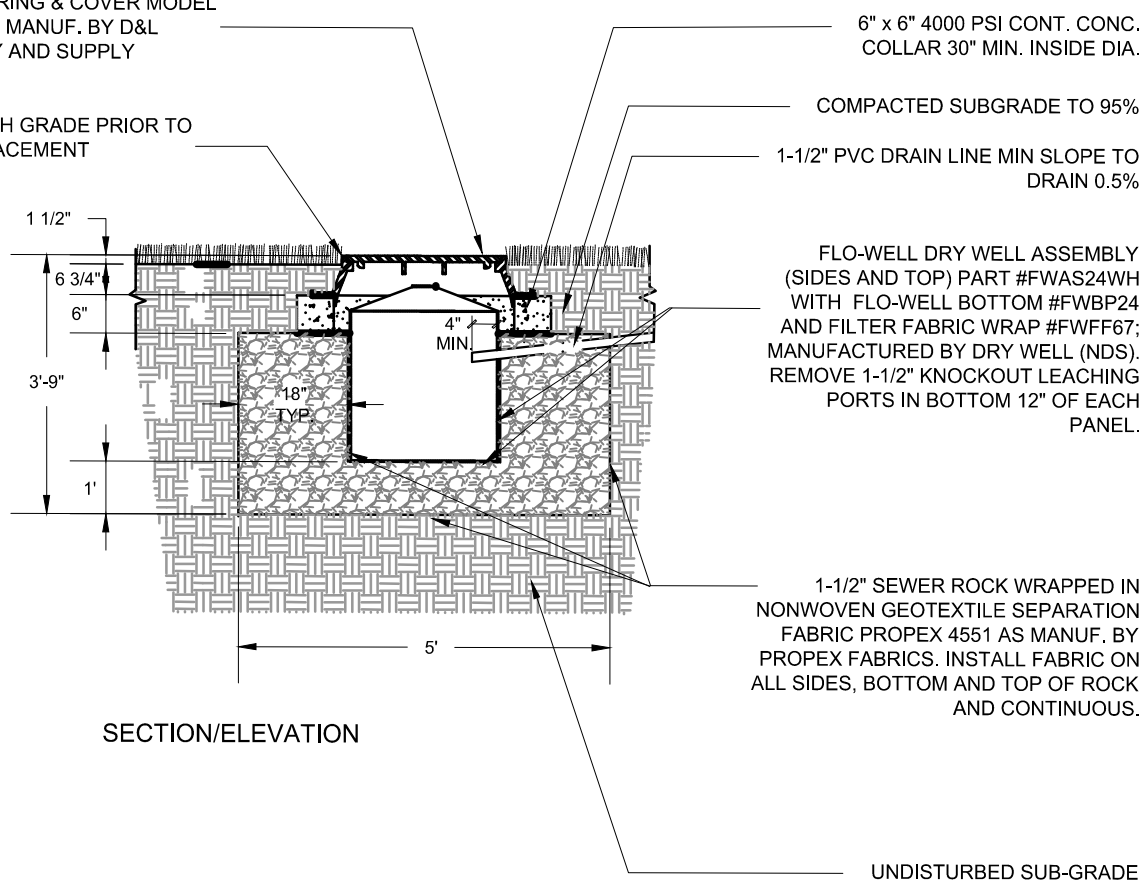 RING & COVER MODEL
MANUF. BY D&L
AND SUPPLY
GRADE PRIOR TO
1 1/2"
6 3/4"
6"
3'-9"
1'
18"
TYP.
4"
MIN.
5'
SECTION/ELEVATION
6" x 6" 4000 PSI CONT. CONC.
COLLAR 30" MIN. INSIDE DIA.
COMPACTED SUBGRADE TO 95%
1-1/2" PVC DRAIN LINE MIN SLOPE TO
DRAIN 0.5%
FLO-WELL DRY WELL ASSEMBLY
(SIDES AND TOP) PART #FWAS24WH
WITH FLO-WELL BOTTOM #FWBP24
AND FILTER FABRIC WRAP #FWFF67;
MANUFACTURED BY DRY WELL (NDS).
REMOVE 1-1/2" KNOCKOUT LEACHING
PORTS IN BOTTOM 12" OF EACH
PANEL.
1-1/2" SEWER ROCK WRAPPED IN
NONWOVEN GEOTEXTILE SEPARATION
FABRIC PROPEX 4551 AS MANUF. BY
PROPEX FABRICS. INSTALL FABRIC ON
ALL SIDES, BOTTOM AND TOP OF ROCK
AND CONTINUOUS.
UNDISTURBED SUB-GRADE